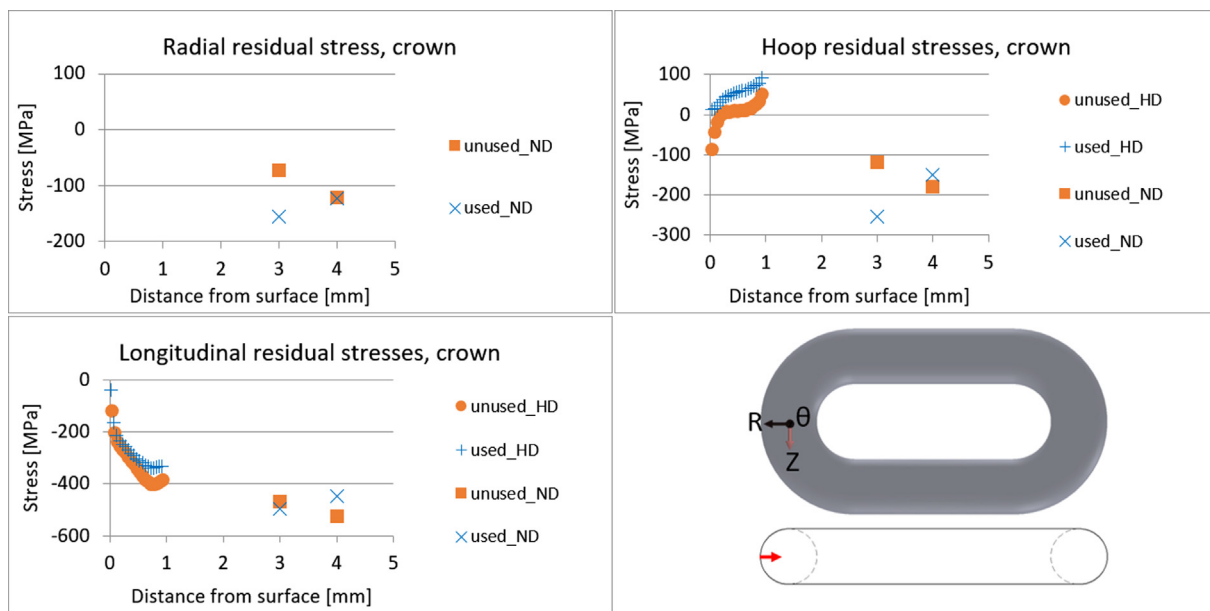 Radial residual stress, crown
100
0
-100
-200
0 1 2 3 4 5
Stress [MPa]
Distance from surface [mm]
unused_ND
used_ND
Hoop residual stresses, crown
100
0
-100
-200
-300
0 1 2 3 4 5
Stress [MPa]
Distance from surface [mm]
unused_HD
used_HD
unused_ND
used_ND
Longitudinal residual stresses, crown
0
-200
-400
-600
0 1 2 3 4 5
Stress [MPa]
Distance from surface [mm]
unused_HD
used_HD
unused_ND
used_ND
R θ
Z